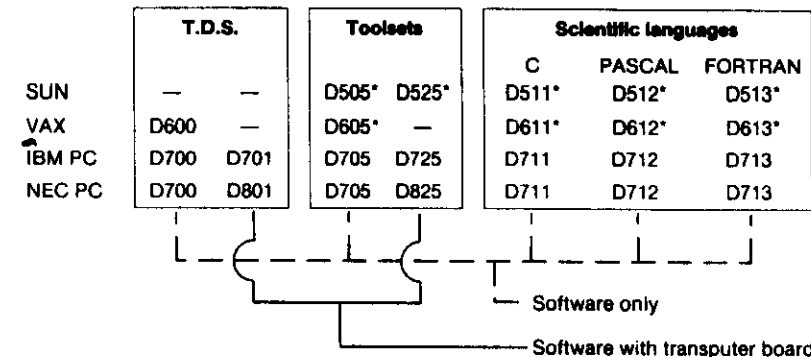 T.D.S. Toolsets Scientific languages
C PASCAL FORTRAN
SUN — — D505* D525* D511* D512* D513*
VAX D600 — D605* — D611* D612* D613*
IBM PC D700 D701 D705 D725 D711 D712 D713
NEC PC D700 D801 D705 D825 D711 D712 D713
Software only
Software with transputer board